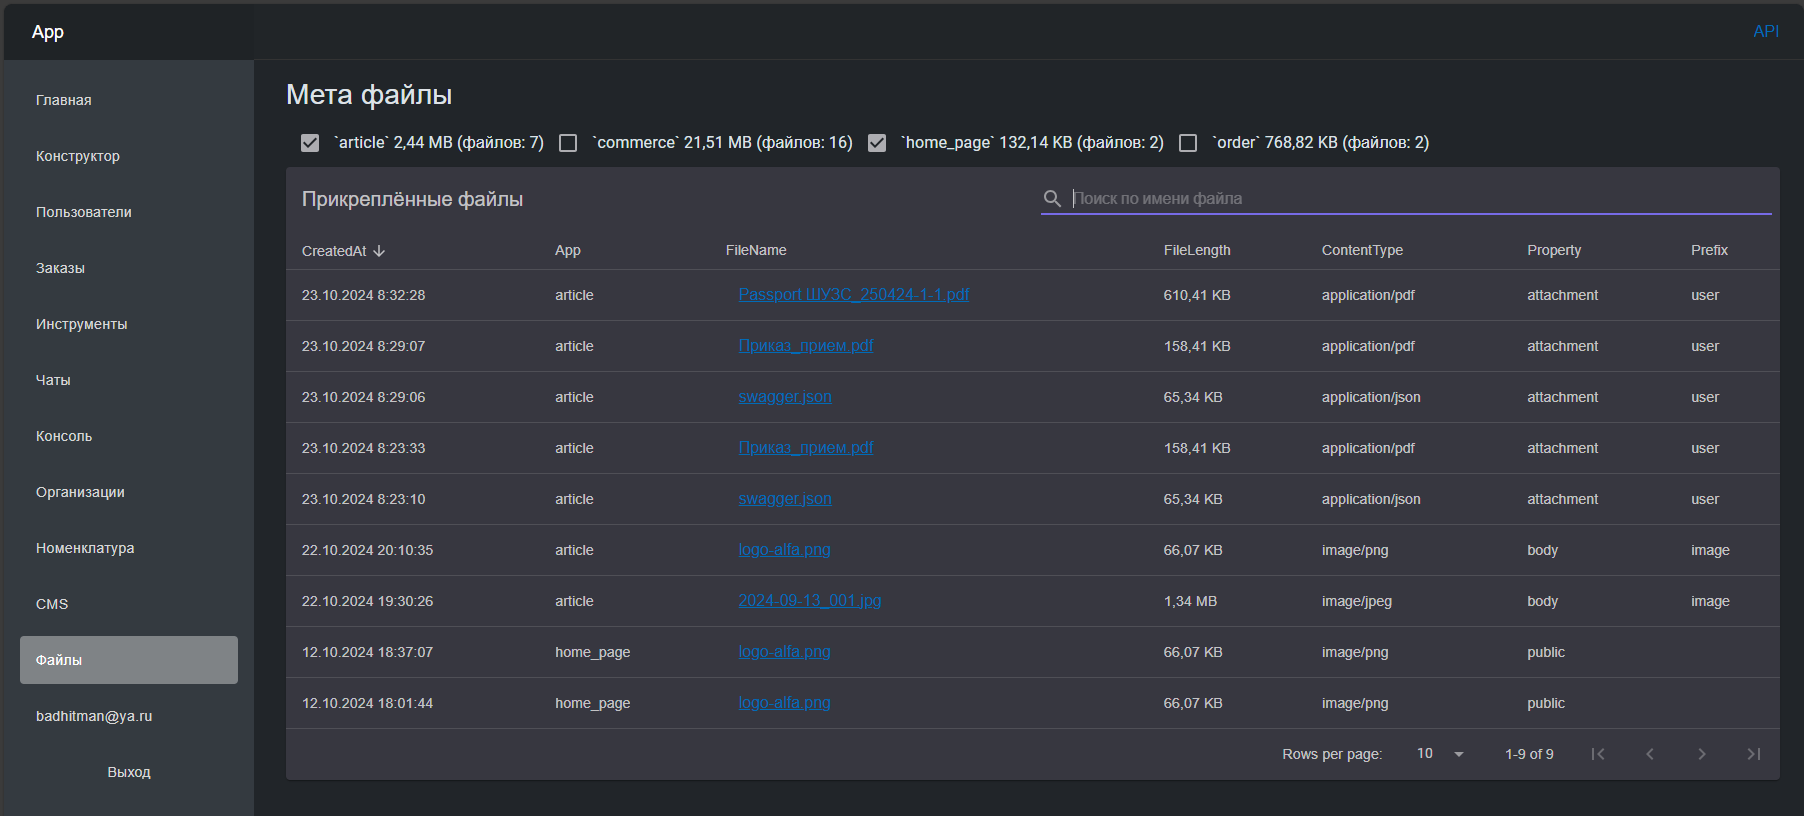 App
API
Главная
Конструктор
Пользователи
Заказы
Инструменты
Чаты
Консоль
Организации
Номенклатура
CMS
Файлы
badhitman@ya.ru
Выход
Мета файлы
`article` 2,44 MB (файлов: 7) `commerce` 21,51 MB (файлов: 16) `home_page` 132,14 KB (файлов: 2) `order` 768,82 KB (файлов: 2)
Прикреплённые файлы Поиск по имени файла
CreatedAt App FileName FileLength ContentType Property Prefix
23.10.2024 8:32:28 article Passport ШУЗС_250424-1-1.pdf 610,41 KB application/pdf attachment user
23.10.2024 8:29:07 article Приказ_прием.pdf 158,41 KB application/pdf attachment user
23.10.2024 8:29:06 article swagger.json 65,34 KB application/json attachment user
23.10.2024 8:23:33 article Приказ_прием.pdf 158,41 KB application/pdf attachment user
23.10.2024 8:23:10 article swagger.json 65,34 KB application/json attachment user
22.10.2024 20:10:35 article logo-alfa.png 66,07 KB image/png body image
22.10.2024 19:30:26 article 2024-09-13_001.jpg 1,34 MB image/jpeg body image
12.10.2024 18:37:07 home_page logo-alfa.png 66,07 KB image/png public
12.10.2024 18:01:44 home_page logo-alfa.png 66,07 KB image/png public
Rows per page: 10 1-9 of 9